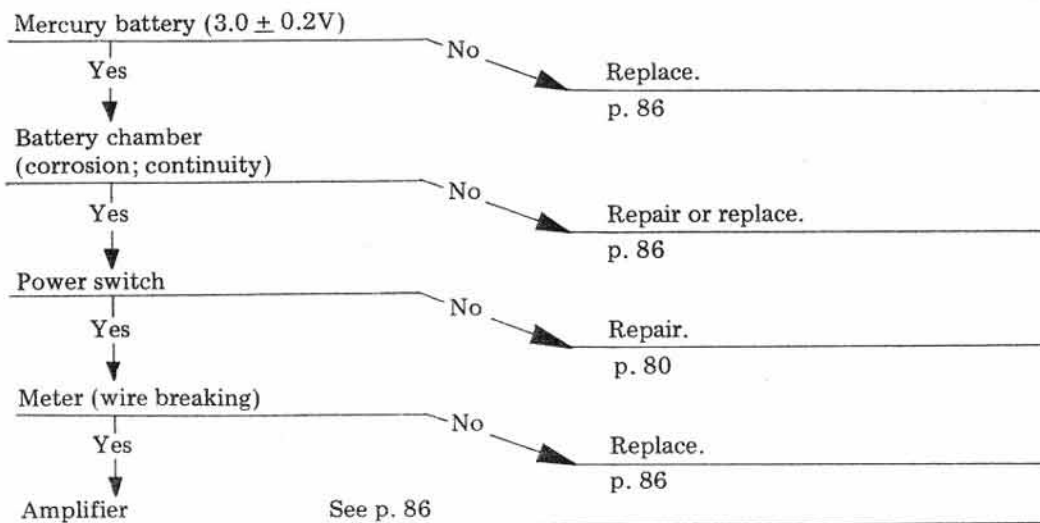 Mercury battery (3.0 ± 0.2V)
No
Yes
Replace.
p. 86
Battery chamber
(corrosion; continuity)
No
Yes
Repair or replace.
p. 86
Power switch
No
Yes
Repair.
p. 80
Meter (wire breaking)
No
Yes
Replace.
p. 86
Amplifier See p. 86